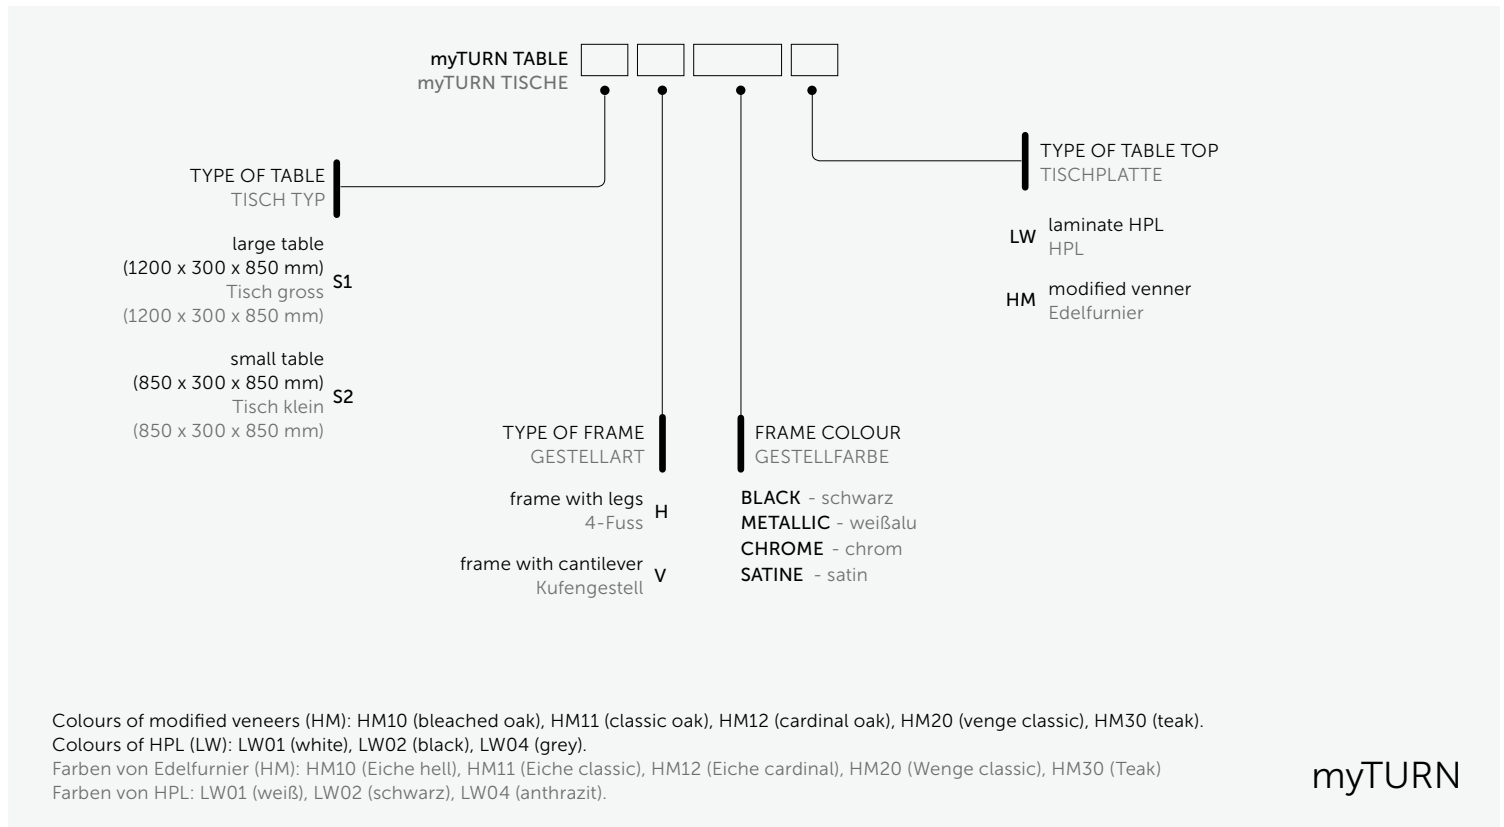 myTURN TABLE
myTURN TISCHE
TYPE OF TABLE
TISCH TYP
large table
(1200 x 300 x 850 mm)
Tisch gross
(1200 x 300 x 850 mm)
S1
small table
(850 x 300 x 850 mm)
Tisch klein
(850 x 300 x 850 mm)
S2
TYPE OF FRAME
GESTELLART
frame with legs
4-Fuss
H
frame with cantilever
Kufengestell
V
FRAME COLOUR
GESTELLFARBE
BLACK - schwarz
METALLIC - weißalu
CHROME - chrom
SATINE - satin
TYPE OF TABLE TOP
TISCHPLATTE
LW laminate HPL
HPL
HM modified venner
Edelfurnier
Colours of modified veneers (HM): HM10 (bleached oak), HM11 (classic oak), HM12 (cardinal oak), HM20 (venge classic), HM30 (teak).
Colours of HPL (LW): LW01 (white), LW02 (black), LW04 (grey).
Farben von Edelfurnier (HM): HM10 (Eiche hell), HM11 (Eiche classic), HM12 (Eiche cardinal), HM20 (Wenge classic), HM30 (Teak)
Farben von HPL: LW01 (weiß), LW02 (schwarz), LW04 (anthrazit).
myTURN